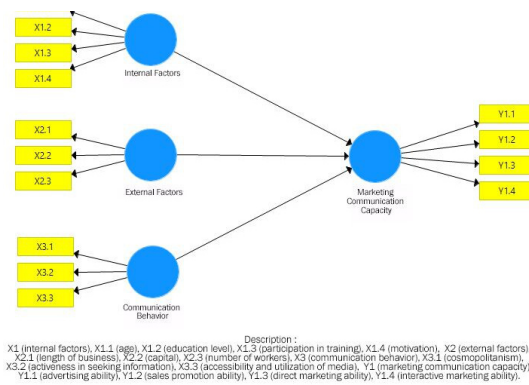 X1.2
X1.3
X1.4
Internal Factors
X2.1
X2.2
X2.3
External Factors
X3.1
X3.2
X3.3
Communication
Behavior
Y1.1
Y1.2
Y1.3
Y1.4
Marketing
Communication
Capacity
Description :
X1 (internal factors), X1.1 (age), X1.2 (education level), X1.3 (participation in training), X1.4 (motivation), X2 (external factors)
X2.1 (length of business), X2.2 (capital), X2.3 (number of workers), X3 (communication behavior), X3.1 (cosmopolitanism),
X3.2 (activeness in seeking information), X3.3 (accessibility and utilization of media), Y1 (marketing communication capacity)
Y1.1 (advertising ability), Y1.2 (sales promotion ability), Y1.3 (direct marketing ability), Y1.4 (interactive marketing ability).